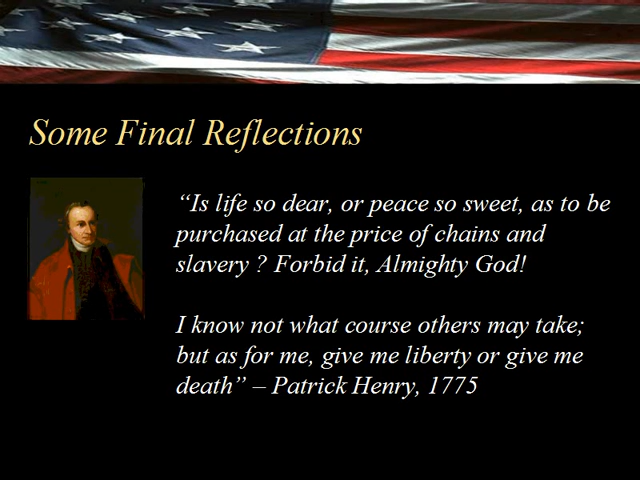 Some Final Reflections
“Is life so dear, or peace so sweet, as to be
purchased at the price of chains and
slavery ? Forbid it, Almighty God!
I know not what course others may take;
but as for me, give me liberty or give me
death” – Patrick Henry, 1775